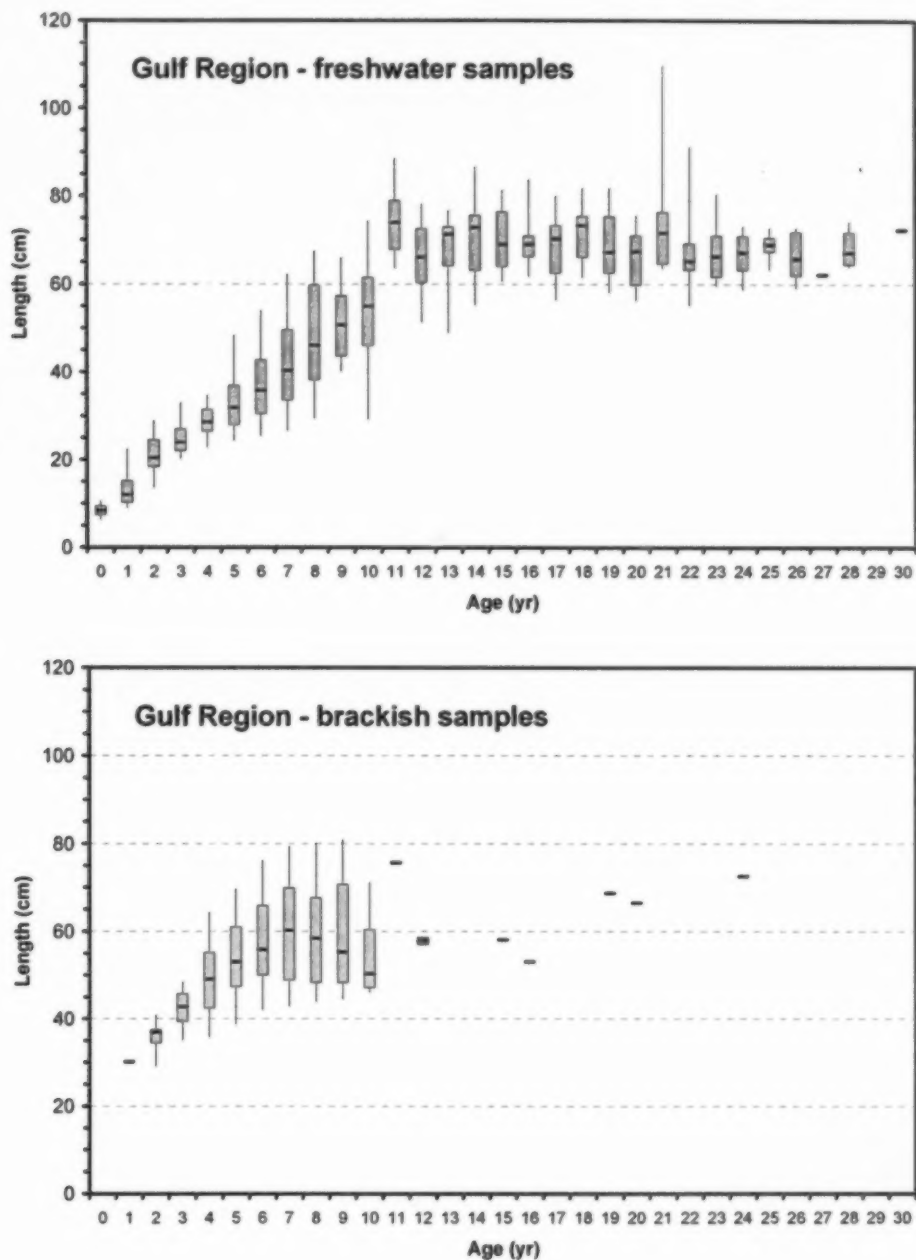 Gulf Region - freshwater samples
Length (cm)
120
100
80
60
40
20
0
0 1 2 3 4 5 6 7 8 9 10 11 12 13 14 15 16 17 18 19 20 21 22 23 24 25 26 27 28 29 30
Age (yr)
Gulf Region - brackish samples
Length (cm)
120
100
80
60
40
20
0
0 1 2 3 4 5 6 7 8 9 10 11 12 13 14 15 16 17 18 19 20 21 22 23 24 25 26 27 28 29 30
Age (yr)